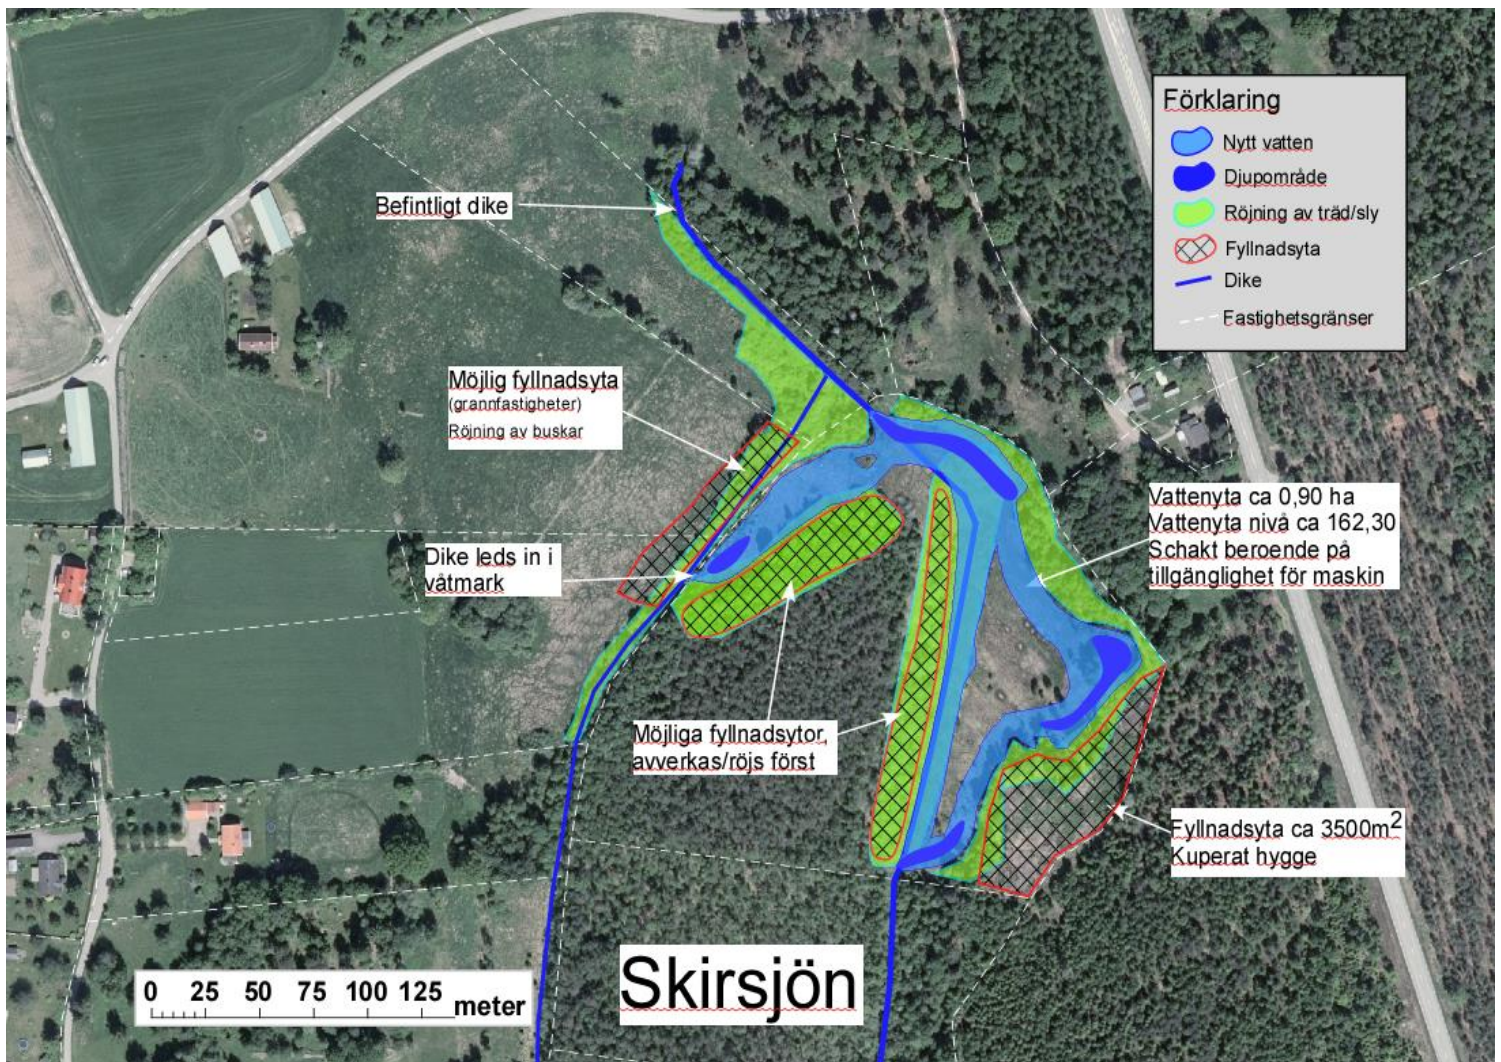 Förklaring
Nytt vatten
Djupområde
Röjning av träd/sly
Fyllnadsyta
Dike
Fastighetsgränser
Befintligt dike
Möjlig fyllnadsyta
(grannfastigheter)
Röjning av buskar
Dike leds in i
våtmark
Vattenyta ca 0,90 ha
Vattenyta nivå ca 162,30
Schakt beroende på
tillgänglighet för maskin
Möjliga fyllnadsytor,
avverkas/röjs först
Fyllnadsyta ca 3500m²
Kuperat hygge
Skirsjön
0 25 50 75 100 125 meter